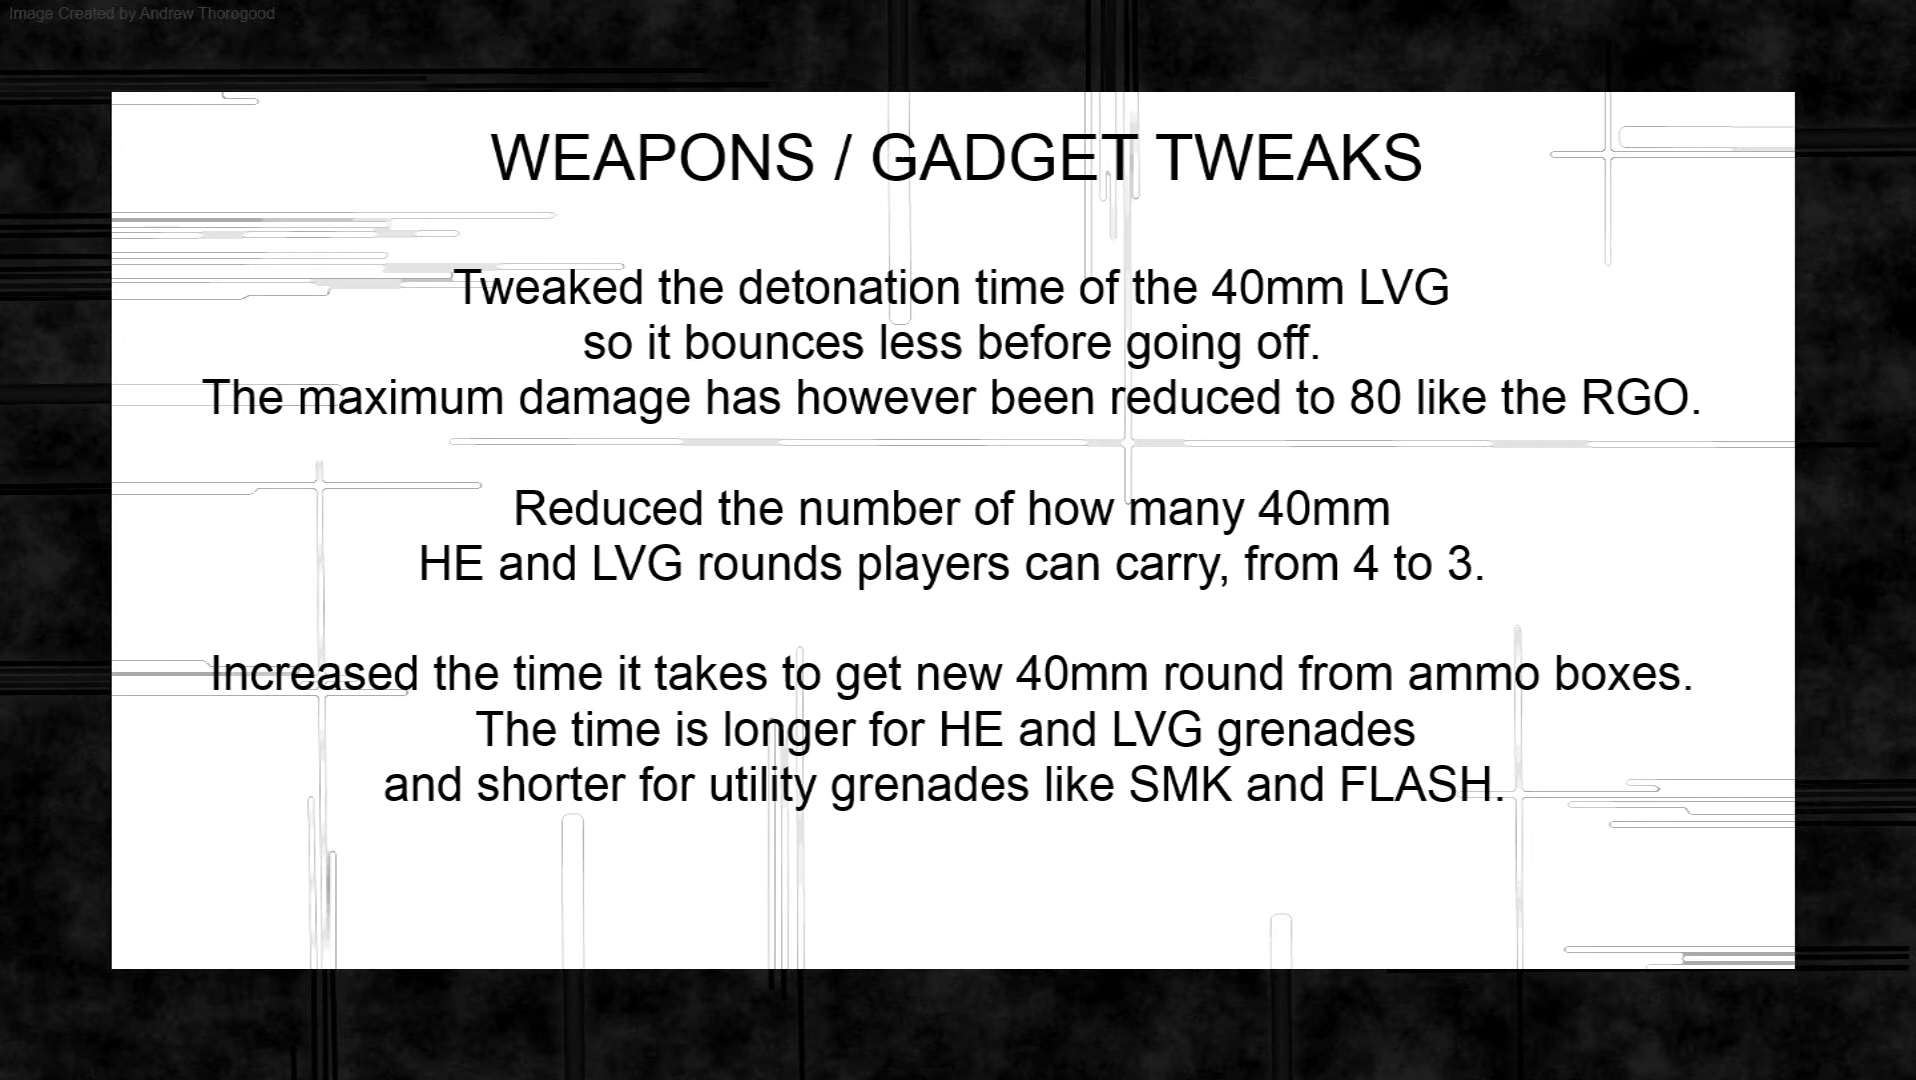 Image Created by Andrew Thorogood
WEAPONS / GADGET TWEAKS
Tweaked the detonation time of the 40mm LVG
so it bounces less before going off.
The maximum damage has however been reduced to 80 like the RGO.
Reduced the number of how many 40mm
HE and LVG rounds players can carry, from 4 to 3.
Increased the time it takes to get new 40mm round from ammo boxes.
The time is longer for HE and LVG grenades
and shorter for utility grenades like SMK and FLASH.